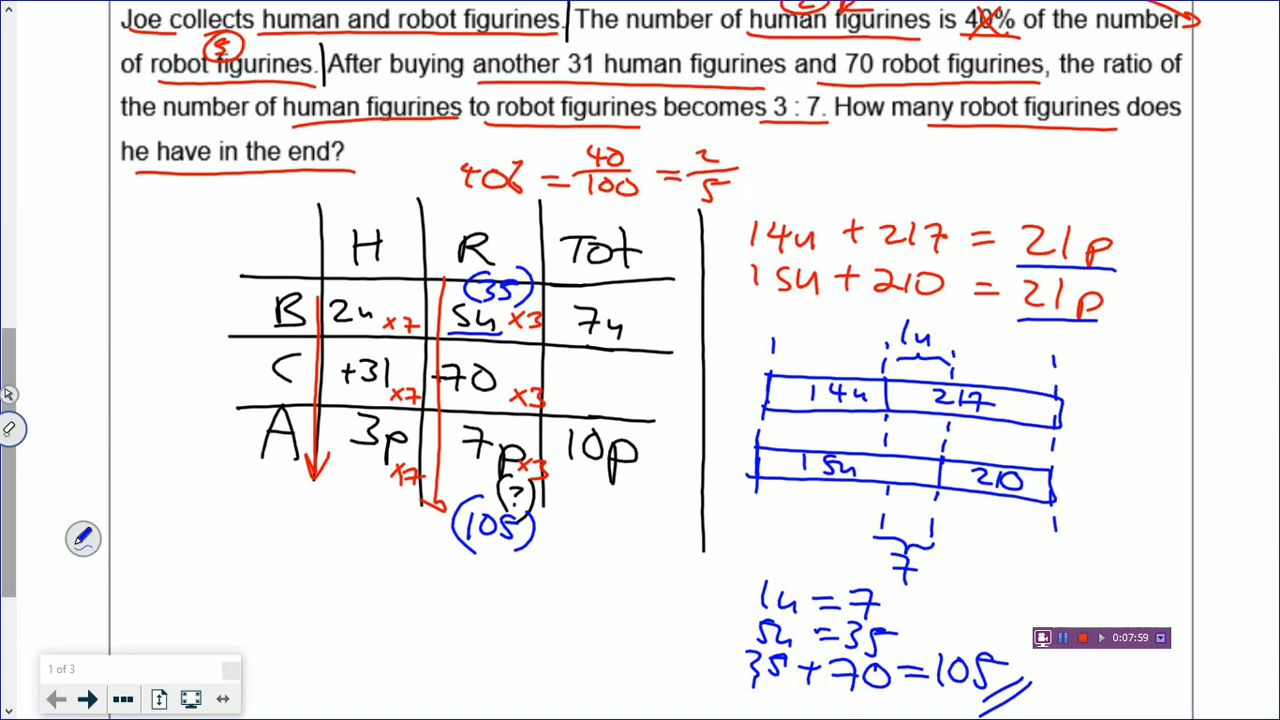 Joe collects human and robot figurines. The number of human figurines is 40% of the number
of robot figurines. After buying another 31 human figurines and 70 robot figurines, the ratio of
the number of human figurines to robot figurines becomes 3 : 7. How many robot figurines does
he have in the end?
40% = 40/100 = 2/5
H R Tot
(35)
B 2u ×7 5u ×3 7u
C +31 ×7 +70 ×3
A 3p ×7 7p ×3 10p
(?)
(105)
14u + 217 = 21p
15u + 210 = 21p
1u
14u 217
15u 210
7
1u = 7
5u = 35
35 + 70 = 105
0:07:59
1 of 3